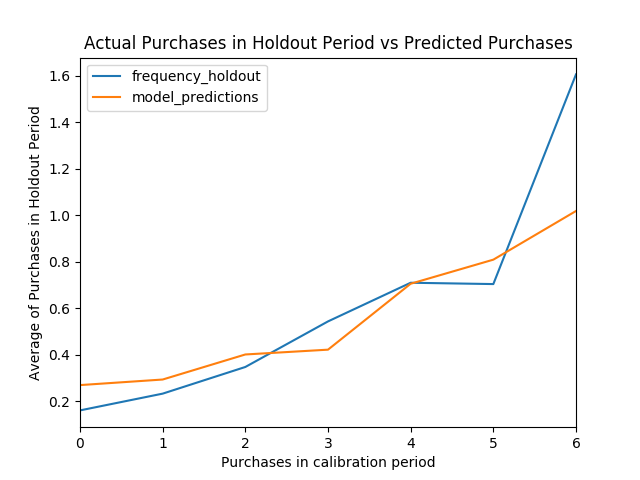 Actual Purchases in Holdout Period vs Predicted Purchases
frequency_holdout
model_predictions
1.6
1.4
1.2
1.0
0.8
0.6
0.4
0.2
Average of Purchases in Holdout Period
0 1 2 3 4 5 6
Purchases in calibration period